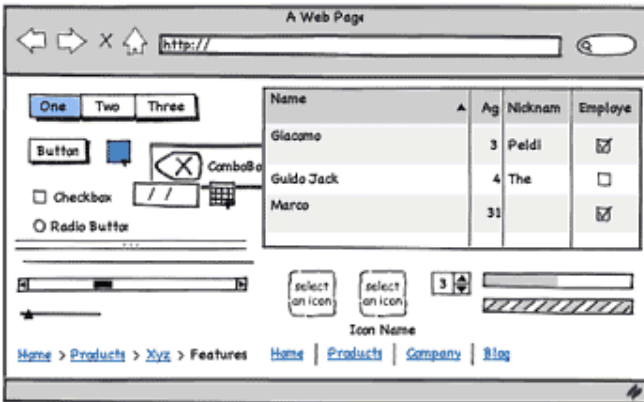 A Web Page
http://
One Two Three
Button
ComboBo
Checkbox
/ /
Radio Button
Name Ag Nicknam Employe
Giacomo 3 Peldi
Guido Jack 4 The
Marco 31
select an icon
select an icon
3
Icon Name
Home > Products > Xyz > Features
Home | Products | Company | Blog